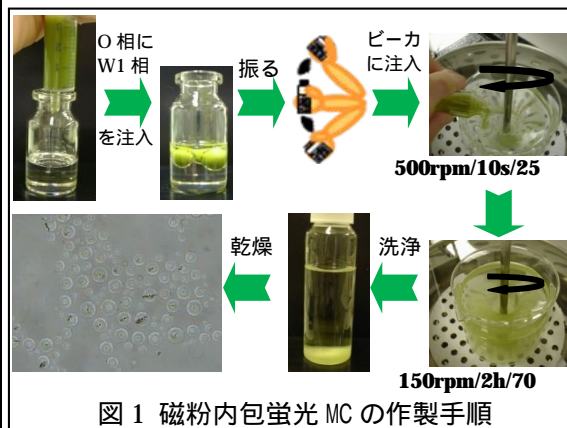 O 相に
W1 相
を注入
振る
ビーカ
に注入
500rpm/10s/25
乾燥
洗浄
150rpm/2h/70
図 1 磁粉内包蛍光 MC の作製手順